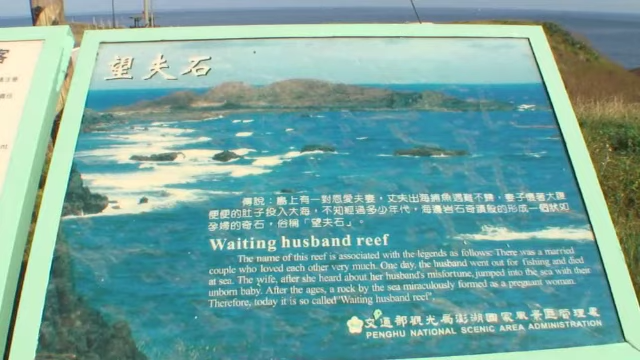 望夫石
傳說：島上有一對恩愛夫妻，丈夫出海捕魚遇難不歸，妻子懷著大腹
便便的肚子投入大海，不知經過多少年代，海邊岩石奇蹟般的形成一個狀如
孕婦的奇石，俗稱「望夫石」。
Waiting husband reef
The name of this reef is associated with the legends as follows: There was a married
couple who loved each other very much. One day, the husband went out for fishing and died
at sea. The wife, after she heard about her husband's misfortune, jumped into the sea with their
unborn baby. After the ages, a rock by the sea miraculously formed as a pregnant woman.
Therefore, today it is so called "Waiting husband reef".
交通部觀光局澎湖國家風景區管理處
PENGHU NATIONAL SCENIC AREA ADMINISTRATION